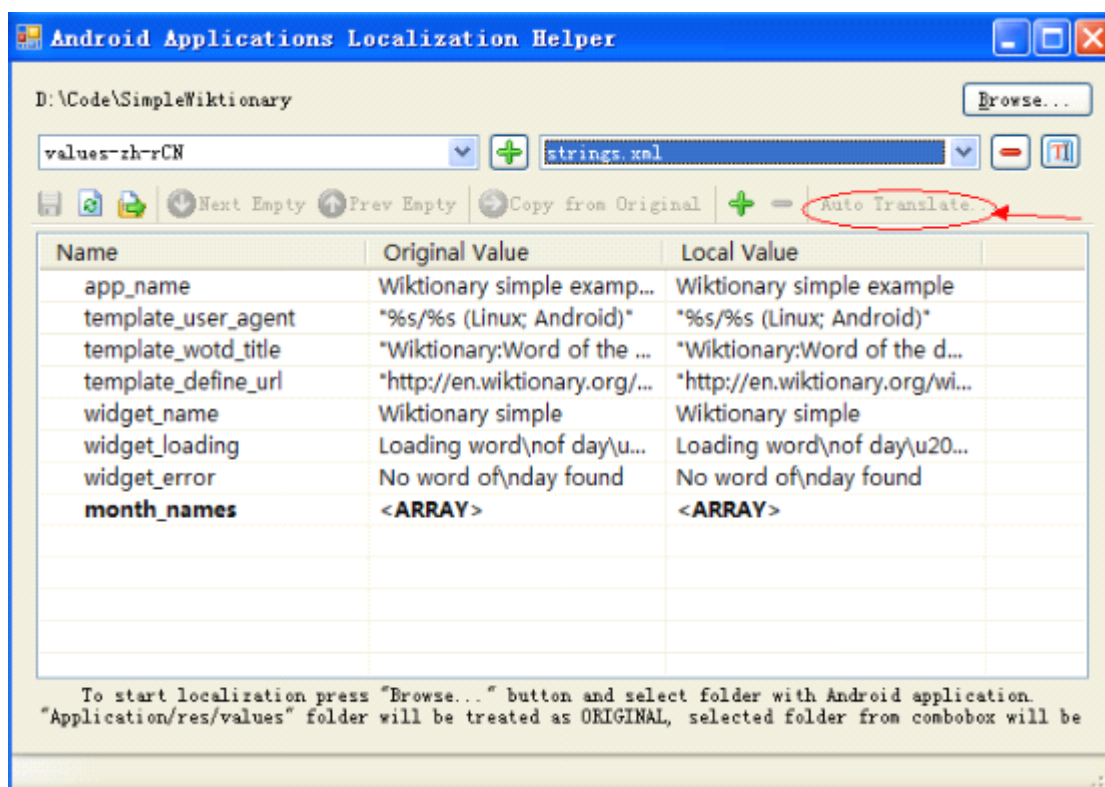 Android Applications Localization Helper
D:\Code\SimpleWiktionary Browse...
values-zh-rCN strings.xml
Next Empty Prev Empty Copy from Original Auto Translate..
Name Original Value Local Value
app_name Wiktionary simple examp... Wiktionary simple example
template_user_agent "%s/%s (Linux; Android)" "%s/%s (Linux; Android)"
template_wotd_title "Wiktionary:Word of the ... "Wiktionary:Word of the d...
template_define_url "http://en.wiktionary.org/... "http://en.wiktionary.org/wi...
widget_name Wiktionary simple Wiktionary simple
widget_loading Loading word\nof day\u... Loading word\nof day\u20...
widget_error No word of\nday found No word of\nday found
month_names <ARRAY> <ARRAY>
To start localization press "Browse..." button and select folder with Android application.
"Application/res/values" folder will be treated as ORIGINAL, selected folder from combobox will be